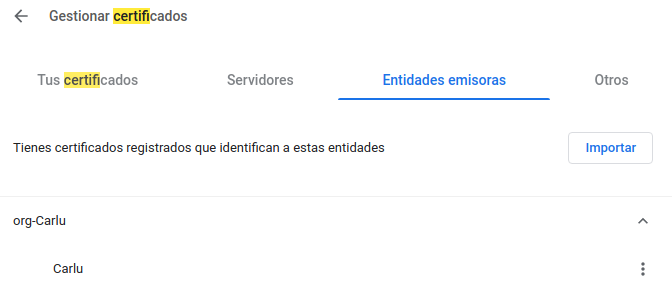 Gestionar certificados
Tus certificados Servidores Entidades emisoras Otros
Tienes certificados registrados que identifican a estas entidades Importar
org-Carlu
Carlu